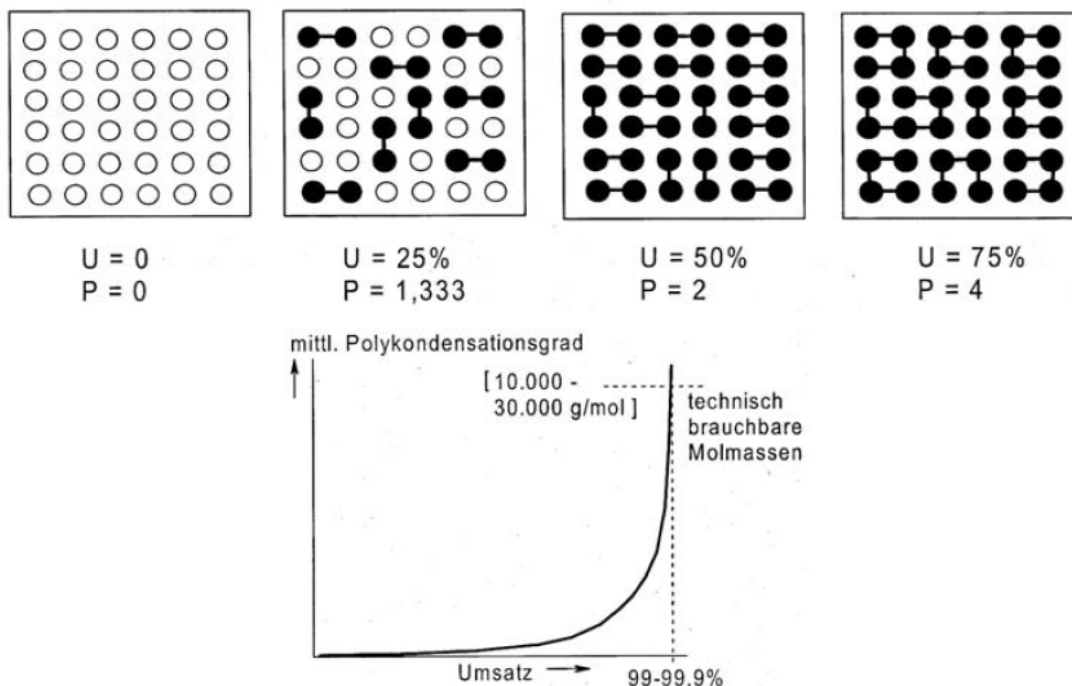 U = 0
P = 0
U = 25%
P = 1,333
U = 50%
P = 2
U = 75%
P = 4
mittl. Polykondensationsgrad
[ 10.000 -
30.000 g/mol ]
technisch
brauchbare
Molmassen
Umsatz
99-99,9%